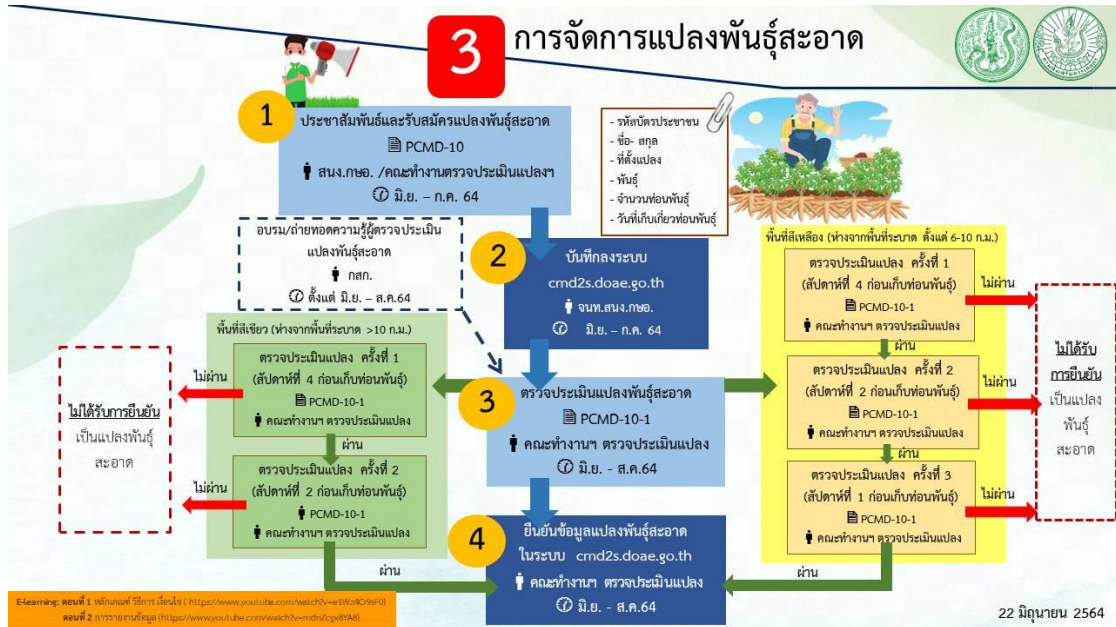 3
การจัดการแปลงพันธุ์สะอาด
1
ประชาสัมพันธ์และรับสมัครแปลงพันธุ์สะอาด
PCMD-10
สนง.กษอ. /คณะทำงานตรวจประเมินแปลงฯ
มิ.ย. – ก.ค. 64
- รหัสบัตรประชาชน
- ชื่อ- สกุล
- ที่ตั้งแปลง
- พันธุ์
- จำนวนท่อนพันธุ์
- วันที่เก็บเกี่ยวท่อนพันธุ์
อบรม/ถ่ายทอดความรู้ผู้ตรวจประเมิน
แปลงพันธุ์สะอาด
กสก.
ตั้งแต่ มิ.ย. – ส.ค.64
2
บันทึกลงระบบ
cmd2s.doae.go.th
จนท.สนง.กษอ.
มิ.ย. – ก.ค. 64
3
ตรวจประเมินแปลงพันธุ์สะอาด
PCMD-10-1
คณะทำงานฯ ตรวจประเมินแปลง
มิ.ย. - ส.ค.64
พื้นที่สีเขียว (ห่างจากพื้นที่ระบาด >10 ก.ม.)
ตรวจประเมินแปลง ครั้งที่ 1
(สัปดาห์ที่ 4 ก่อนเก็บท่อนพันธุ์)
PCMD-10-1
คณะทำงานฯ ตรวจประเมินแปลง
ไม่ผ่าน
ผ่าน
ตรวจประเมินแปลง ครั้งที่ 2
(สัปดาห์ที่ 2 ก่อนเก็บท่อนพันธุ์)
PCMD-10-1
คณะทำงานฯ ตรวจประเมินแปลง
ไม่ผ่าน
ผ่าน
ไม่ได้รับการยืนยัน
เป็นแปลงพันธุ์
สะอาด
พื้นที่สีเหลือง (ห่างจากพื้นที่ระบาด ตั้งแต่ 6-10 ก.ม.)
ตรวจประเมินแปลง ครั้งที่ 1
(สัปดาห์ที่ 4 ก่อนเก็บท่อนพันธุ์)
PCMD-10-1
คณะทำงานฯ ตรวจประเมินแปลง
ไม่ผ่าน
ผ่าน
ตรวจประเมินแปลง ครั้งที่ 2
(สัปดาห์ที่ 2 ก่อนเก็บท่อนพันธุ์)
PCMD-10-1
คณะทำงานฯ ตรวจประเมินแปลง
ไม่ผ่าน
ผ่าน
ตรวจประเมินแปลง ครั้งที่ 3
(สัปดาห์ที่ 1 ก่อนเก็บท่อนพันธุ์)
PCMD-10-1
คณะทำงานฯ ตรวจประเมินแปลง
ไม่ผ่าน
ผ่าน
ไม่ได้รับ
การยืนยัน
เป็นแปลง
พันธุ์
สะอาด
4
ยืนยันข้อมูลแปลงพันธุ์สะอาด
ในระบบ cmd2s.doae.go.th
คณะทำงานฯ ตรวจประเมินแปลง
มิ.ย. - ส.ค.64
E-learning: ตอนที่ 1 หลักเกณฑ์ วิธีการ เงื่อนไข ( https://www.youtube.com/watch?v=e1Wz4Cr9sF0)
ตอนที่ 2 การรายงานข้อมูล (https://www.youtube.com/watch?v=mdnZcgx8YA8)
22 มิถุนายน 2564